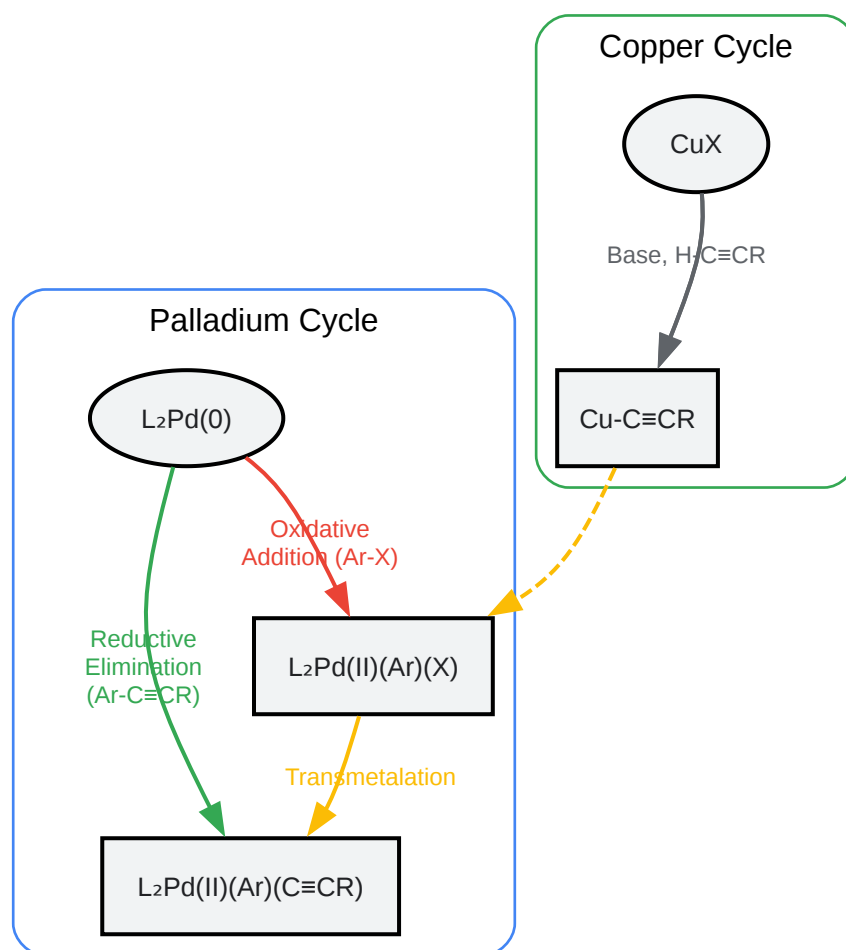 Copper Cycle
CuX
Base, H-C≡CR
Cu-C≡CR
Palladium Cycle
L₂Pd(0)
Oxidative
Addition (Ar-X)
L₂Pd(II)(Ar)(X)
Reductive
Elimination
(Ar-C≡CR)
Transmetalation
L₂Pd(II)(Ar)(C≡CR)